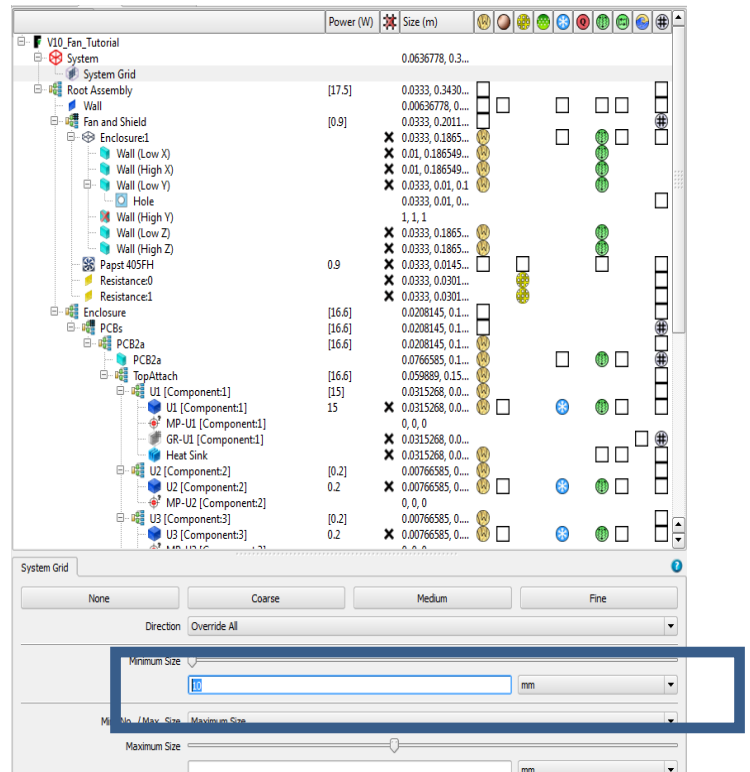 Power (W) Size (m)
V10_Fan_Tutorial
System 0.0636778, 0.3...
System Grid
Root Assembly [17.5] 0.0333, 0.3430...
Wall 0.00636778, 0....
Fan and Shield [0.9] 0.0333, 0.2011...
Enclosure:1 0.0333, 0.1865...
Wall (Low X) 0.01, 0.186549...
Wall (High X) 0.01, 0.186549...
Wall (Low Y) 0.0333, 0.01, 0.1
Hole 0.0333, 0.01, 0...
Wall (High Y) 1, 1, 1
Wall (Low Z) 0.0333, 0.1865...
Wall (High Z) 0.0333, 0.1865...
Papst 405FH 0.9 0.0333, 0.0145...
Resistance:0 0.0333, 0.0301...
Resistance:1 0.0333, 0.0301...
Enclosure [16.6] 0.0208145, 0.1...
PCBs [16.6] 0.0208145, 0.1...
PCB2a [16.6] 0.0208145, 0.1...
PCB2a 0.0766585, 0.1...
TopAttach [16.6] 0.059889, 0.15...
U1 [Component:1] [15] 0.0315268, 0.0...
U1 [Component:1] 15 0.0315268, 0.0...
MP-U1 [Component:1] 0, 0, 0
GR-U1 [Component:1] 0.0315268, 0.0...
Heat Sink 0.0315268, 0.0...
U2 [Component:2] [0.2] 0.00766585, 0....
U2 [Component:2] 0.2 0.00766585, 0....
MP-U2 [Component:2] 0, 0, 0
U3 [Component:3] [0.2] 0.00766585, 0....
U3 [Component:3] 0.2 0.00766585, 0....
System Grid
None Coarse Medium Fine
Direction Override All
Minimum Size
10 mm
/ Max. Size Maximum Size
Maximum Size
mm